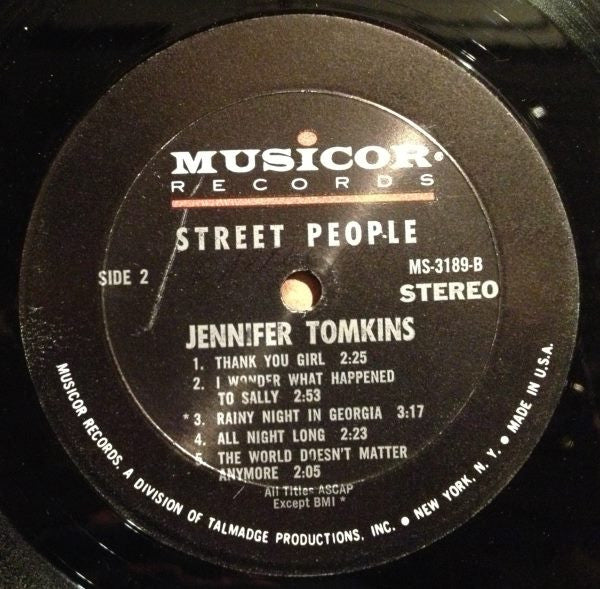 MUSICOR®
RECORDS
STREET PEOPLE
SIDE 2
MS-3189-B
STEREO
JENNIFER TOMKINS
1. THANK YOU GIRL 2:25
2. I WONDER WHAT HAPPENED
TO SALLY 2:53
*3. RAINY NIGHT IN GEORGIA 3:17
4. ALL NIGHT LONG 2:23
5. THE WORLD DOESN'T MATTER
ANYMORE 2:05
All Titles ASCAP
Except BMI *
MUSICOR RECORDS, A DIVISION OF TALMADGE PRODUCTIONS, INC. ● NEW YORK, N. Y. ● MADE IN U.S.A.